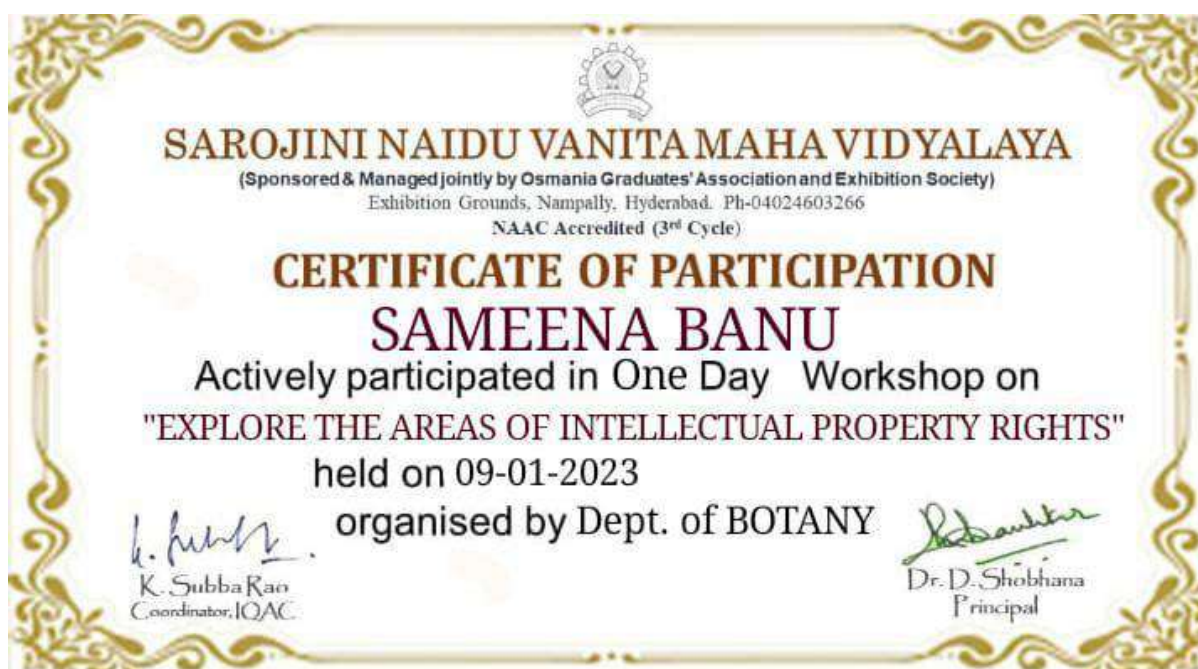 SAROJINI NAIDU VANITA MAHA VIDYALAYA
(Sponsored & Managed jointly by Osmania Graduates' Association and Exhibition Society)
Exhibition Grounds, Nampally, Hyderabad. Ph-04024603266
NAAC Accredited (3rd Cycle)
CERTIFICATE OF PARTICIPATION
SAMEENA BANU
Actively participated in One Day Workshop on
"EXPLORE THE AREAS OF INTELLECTUAL PROPERTY RIGHTS"
held on 09-01-2023
organised by Dept. of BOTANY
K. Subba Rao
Coordinator, IQAC
Dr. D. Shobhana
Principal